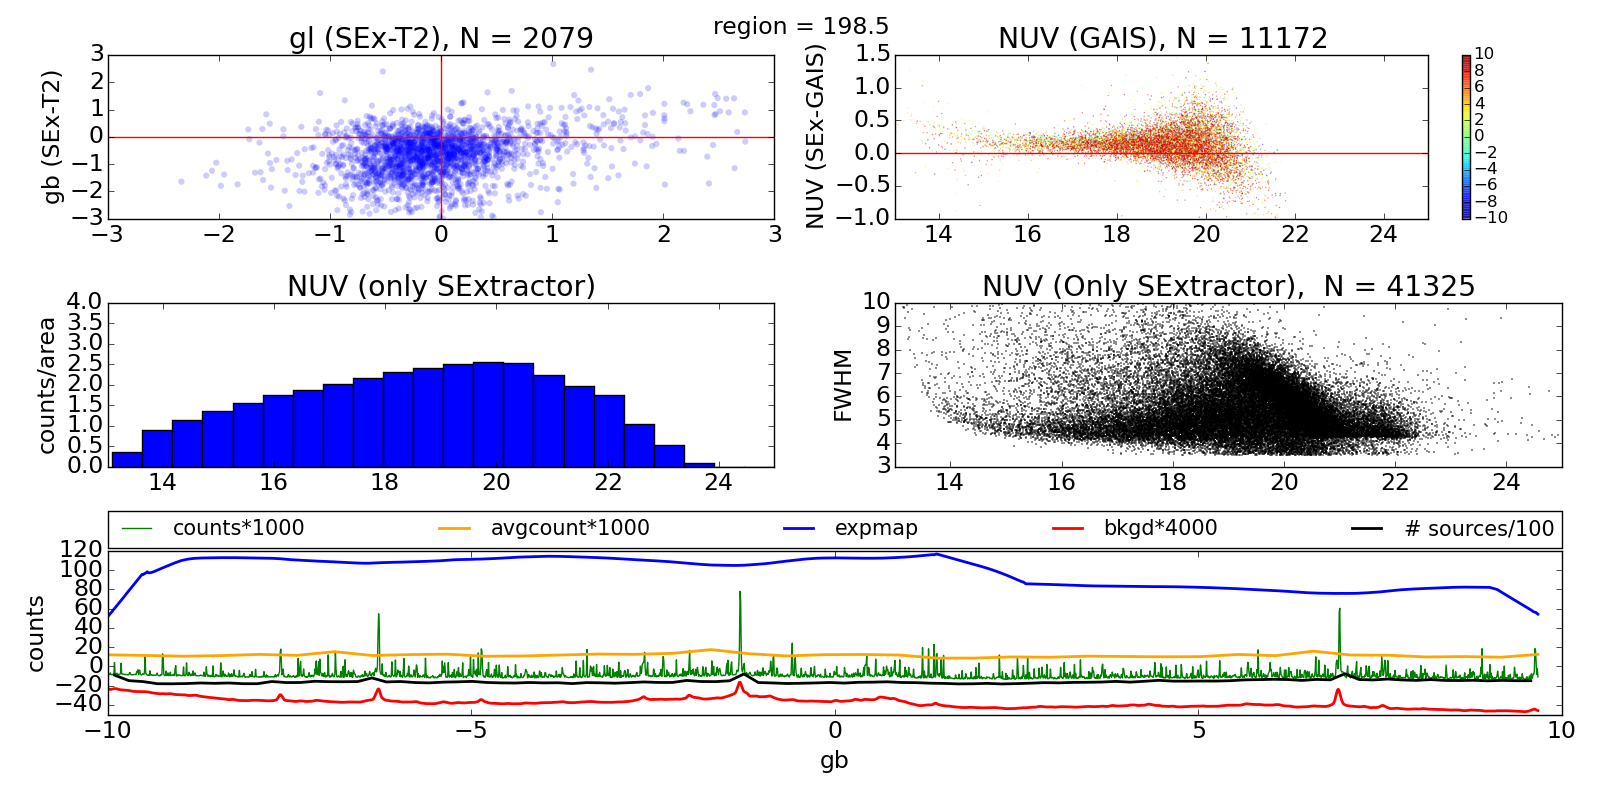 region = 198.5
gl (SEx-T2), N = 2079
gb (SEx-T2)
3
2
1
0
−1
−2
−3
−3 −2 −1 0 1 2 3
NUV (GAIS), N = 11172
NUV (SEx-GAIS)
1.5
1.0
0.5
0.0
−0.5
−1.0
14 16 18 20 22 24
10
8
6
4
2
0
−2
−4
−6
−8
−10
NUV (only SExtractor)
counts/area
4.0
3.5
3.0
2.5
2.0
1.5
1.0
0.5
0.0
14 16 18 20 22 24
NUV (Only SExtractor),  N = 41325
FWHM
10
9
8
7
6
5
4
3
14 16 18 20 22 24
counts*1000 avgcount*1000 expmap bkgd*4000 # sources/100
counts
120
100
80
60
40
20
0
−20
−40
−10 −5 0 5 10
gb